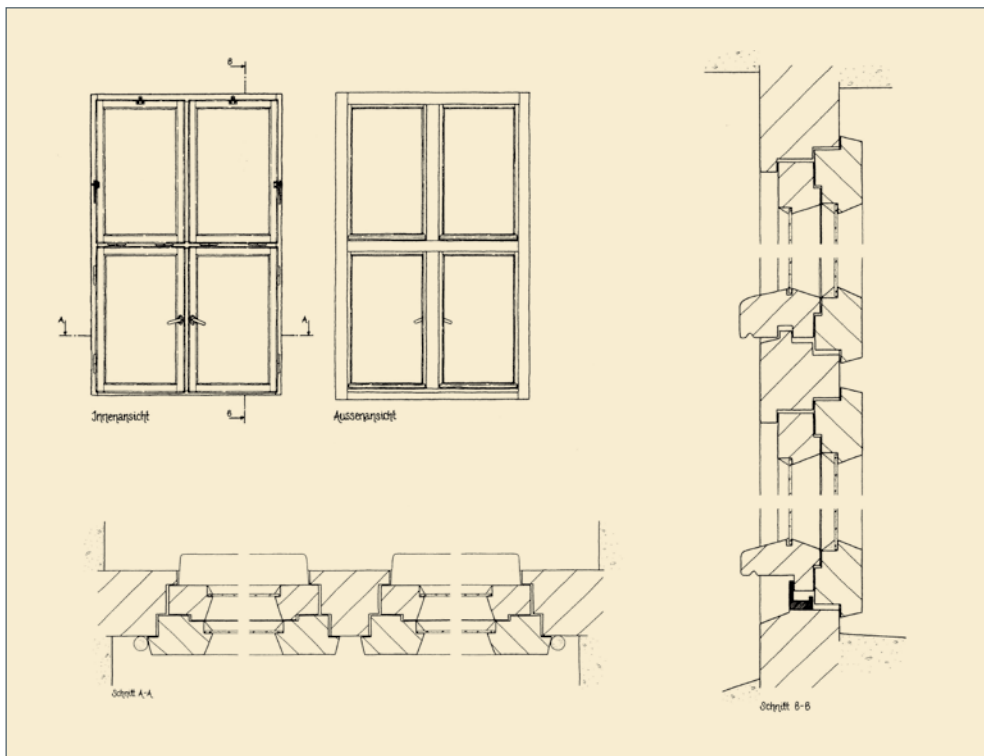 B
A
A
Innenansicht
B
Aussenansicht
Schnitt A-A
Schnitt B-B